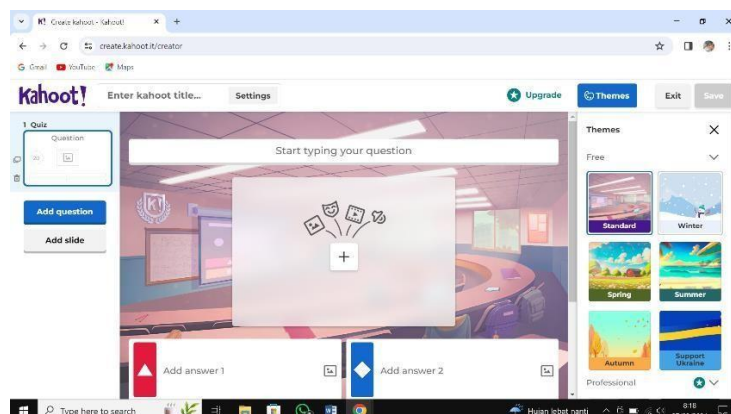 Create kahoot - Kahoot!
create.kahoot.it/creator
Gmail YouTube Maps
Kahoot! Enter kahoot title... Settings Upgrade Themes Exit Save
1 Quiz
Question
Add question
Add slide
Start typing your question
Add answer 1
Add answer 2
Themes
Free
Standard Winter
Spring Summer
Autumn Support Ukraine
Professional
Type here to search
Hujan lebat nanti
8:18